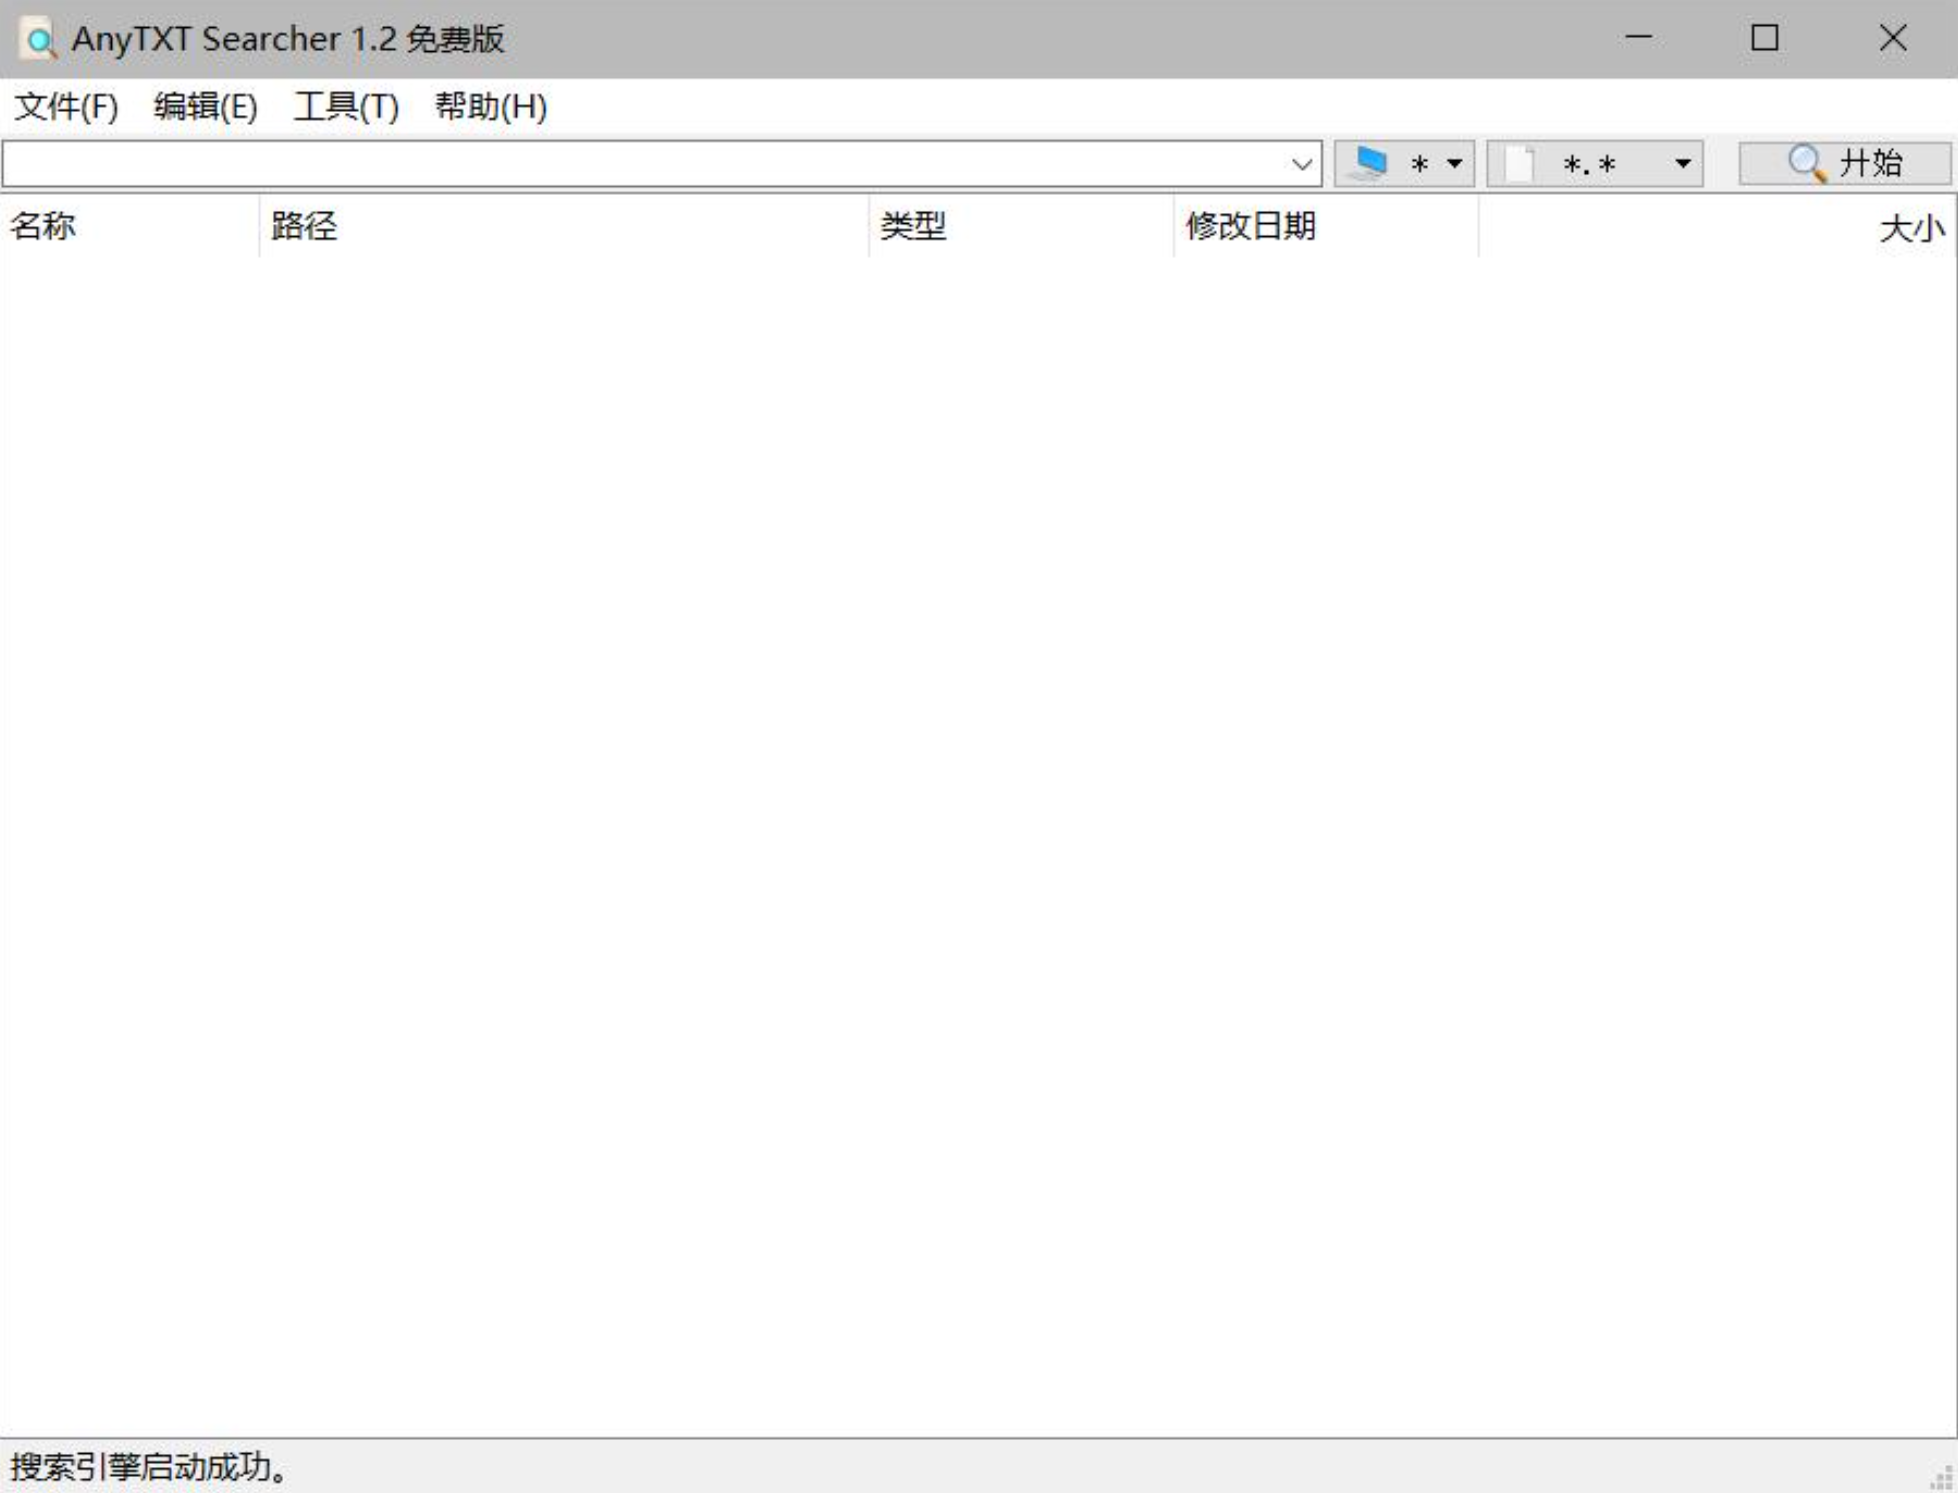 AnyTXT Searcher 1.2 免费版
文件(F) 编辑(E) 工具(T) 帮助(H)
* *.* 开始
名称 路径 类型 修改日期 大小
搜索引擎启动成功。